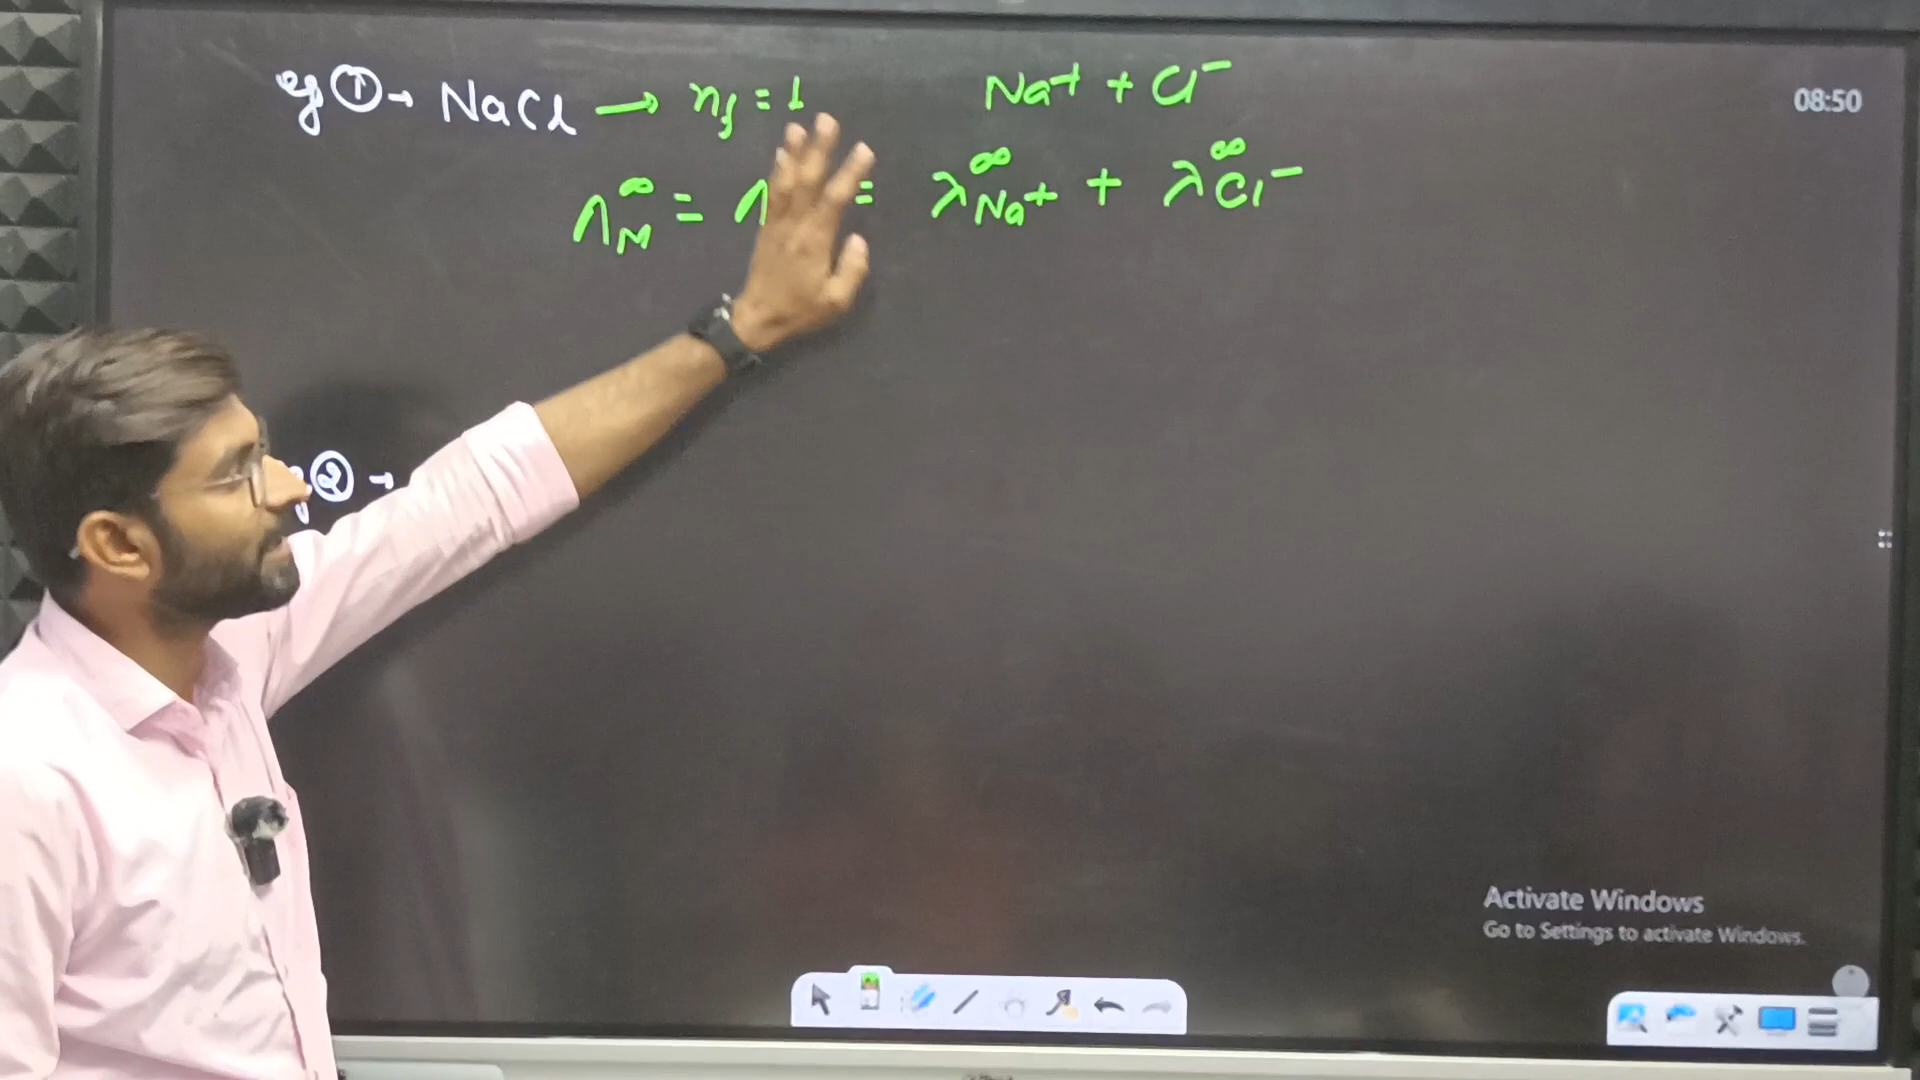 eg ① → NaCl → nf = 1 Na+ + Cl−
08:50
Λ∞M = Λ = λ∞Na+ + λ∞Cl−
② →
Activate Windows
Go to Settings to activate Windows.